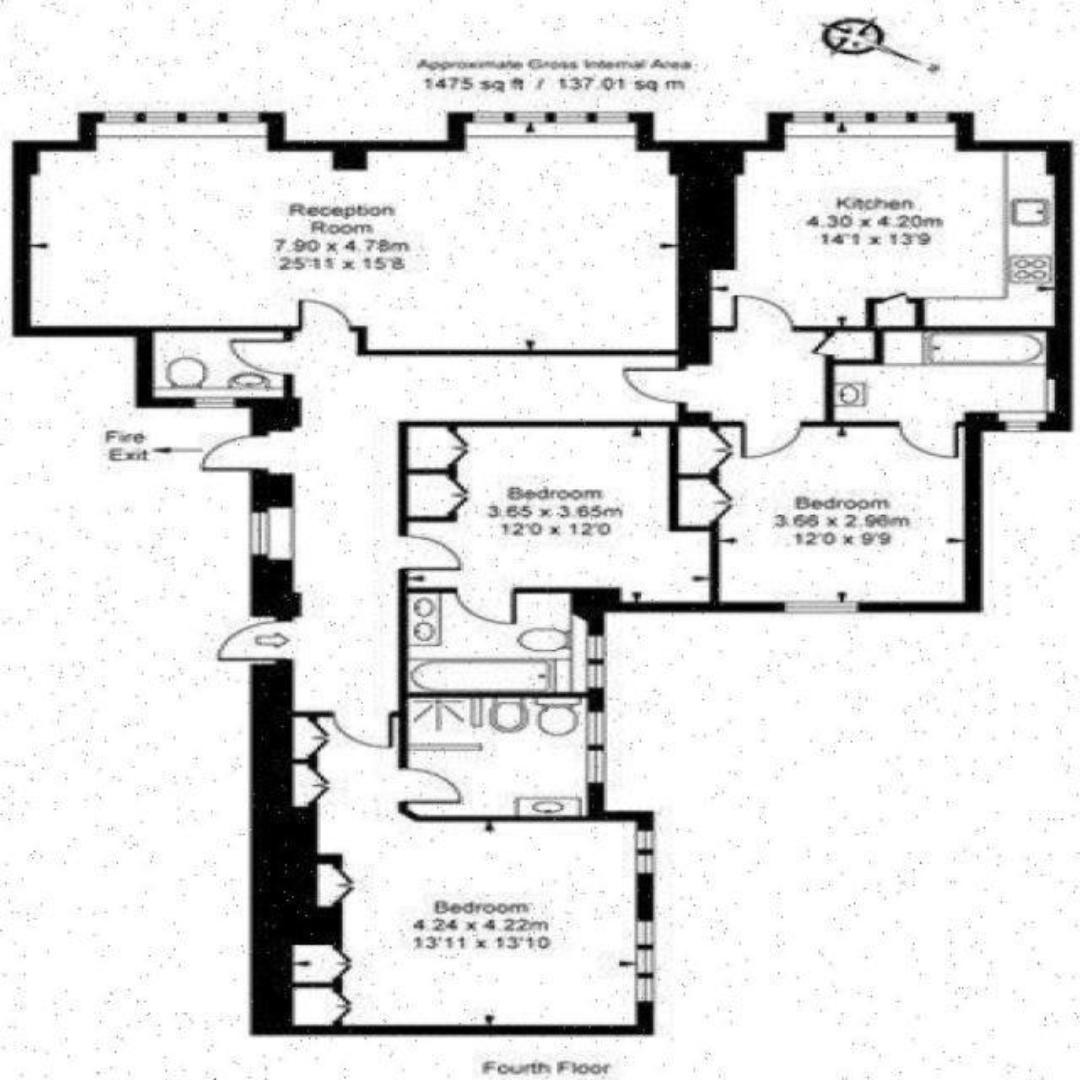 Approximate Gross Internal Area
1475 sq ft / 137.01 sq m
Reception
Room
7.90 x 4.78m
25'11 x 15'8
Kitchen
4.30 x 4.20m
14'1 x 13'9
Fire
Exit
Bedroom
3.65 x 3.65m
12'0 x 12'0
Bedroom
3.66 x 2.96m
12'0 x 9'9
Bedroom
4.24 x 4.22m
13'11 x 13'10
Fourth Floor